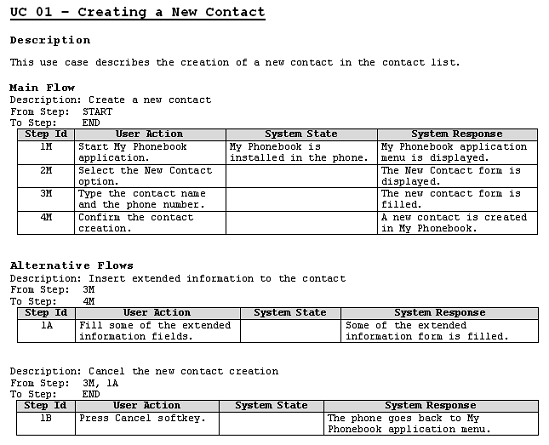 UC 01 – Creating a New Contact
Description
This use case describes the creation of a new contact in the contact list.
Main Flow
Description: Create a new contact
From Step: START
To Step: END
Step Id User Action System State System Response
1M Start My Phonebook My Phonebook is My Phonebook application
application. installed in the phone. menu is displayed.
2M Select the New Contact The New Contact form is
option. displayed.
3M Type the contact name The new contact form is
and the phone number. filled.
4M Confirm the contact A new contact is created
creation. in My Phonebook.
Alternative Flows
Description: Insert extended information to the contact
From Step: 3M
To Step: 4M
Step Id User Action System State System Response
1A Fill some of the extended Some of the extended
information fields. information form is filled.
Description: Cancel the new contact creation
From Step: 3M, 1A
To Step: END
Step Id User Action System State System Response
1B Press Cancel softkey. The phone goes back to My
Phonebook application menu.